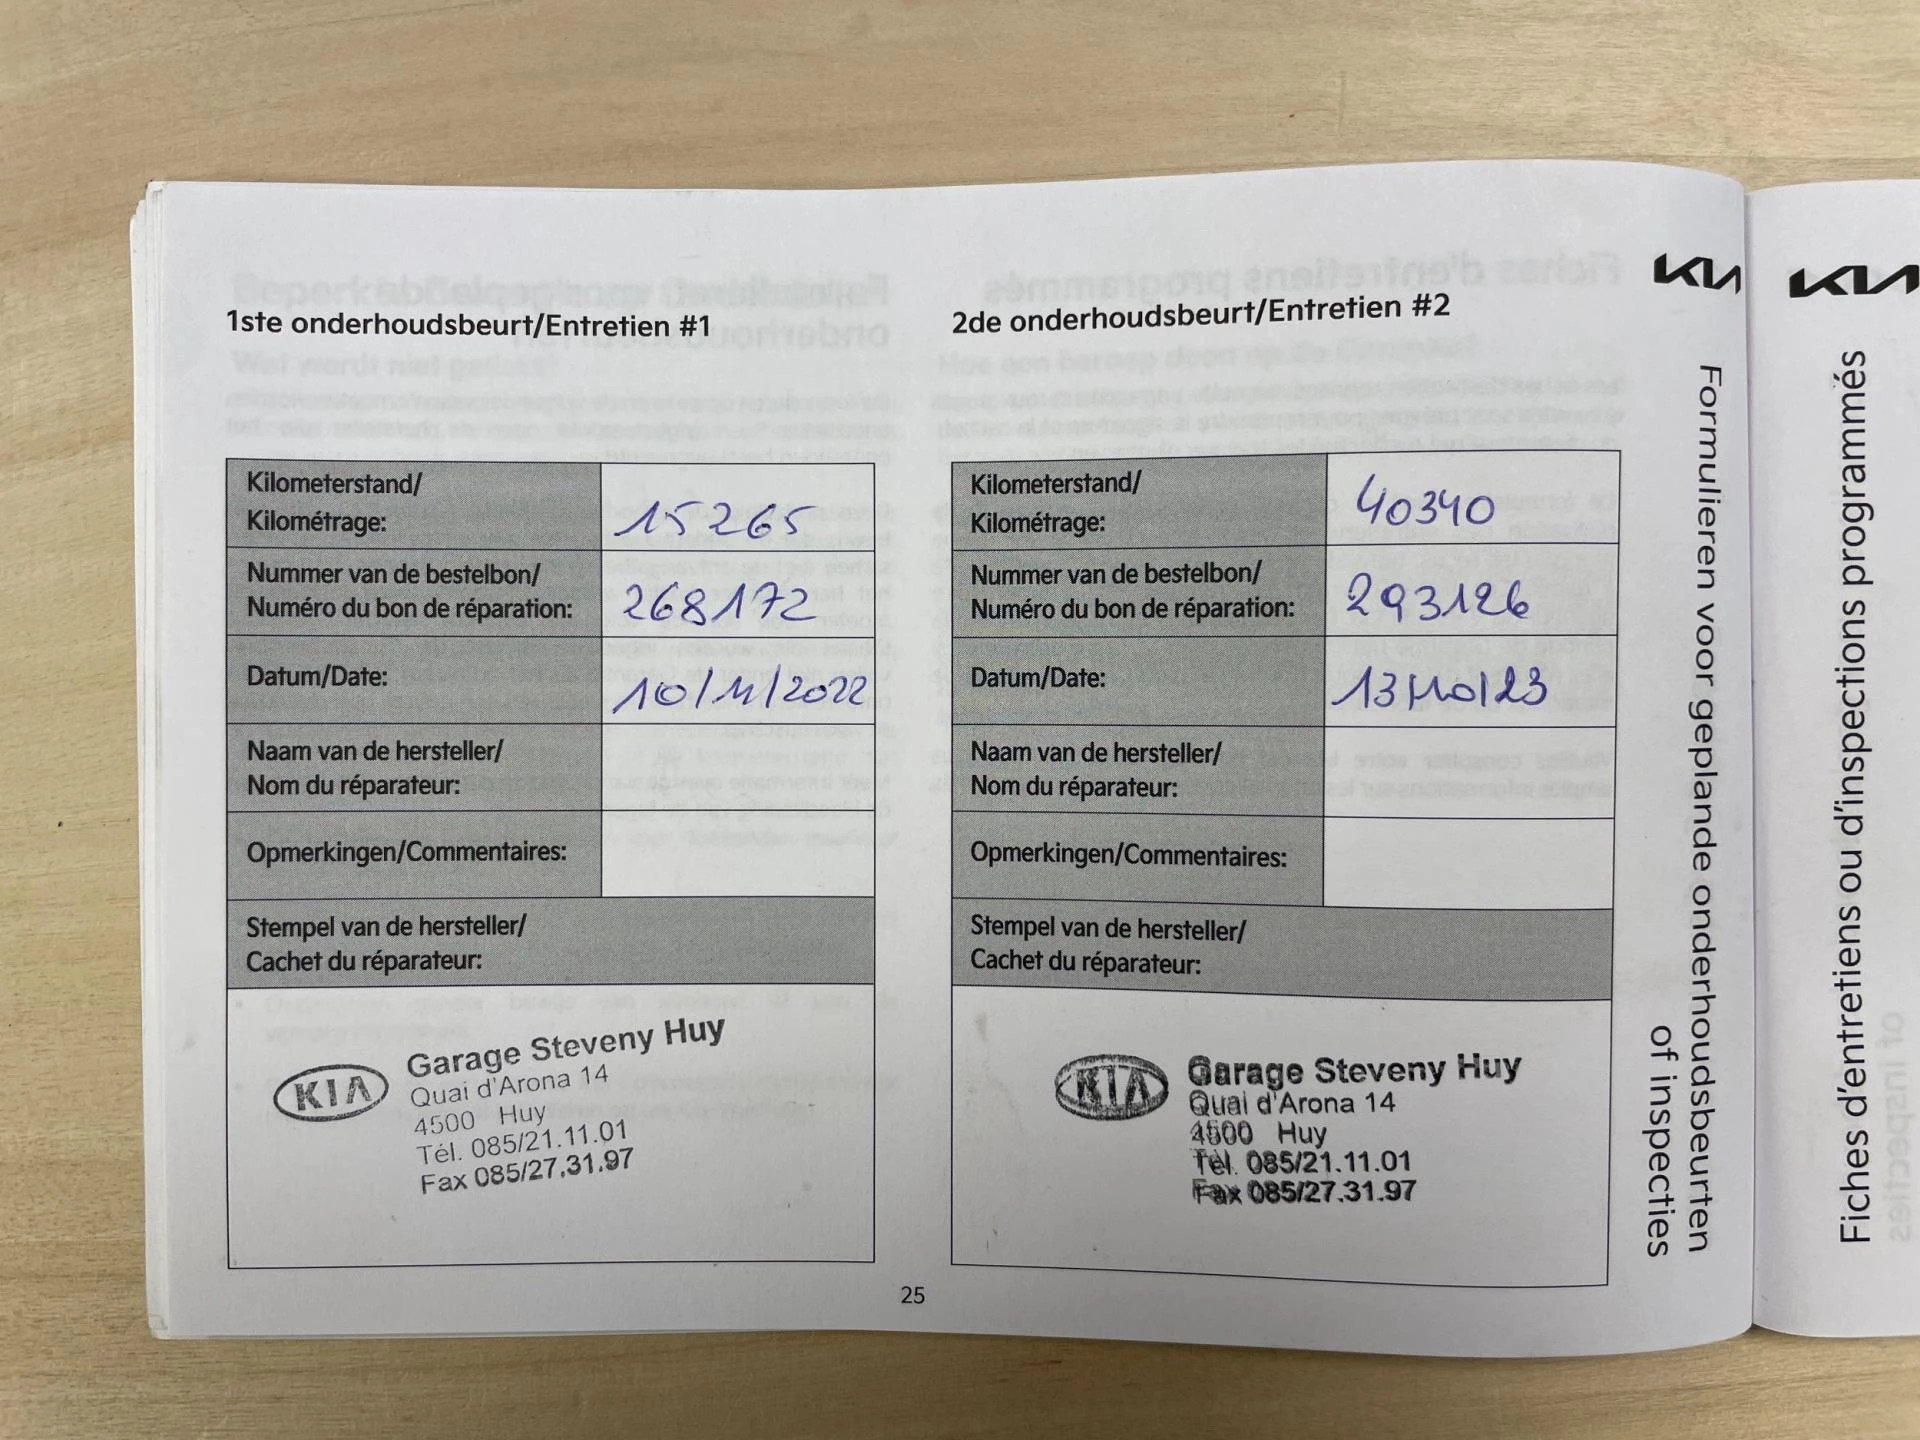 1ste onderhoudsbeurt/Entretien #1
Kilometerstand/
Kilométrage:
15265
Nummer van de bestelbon/
Numéro du bon de réparation:
268172
Datum/Date:
10/11/2022
Naam van de hersteller/
Nom du réparateur:
Opmerkingen/Commentaires:
Stempel van de hersteller/
Cachet du réparateur:
KIA
Garage Steveny Huy
Quai d'Arona 14
4500 Huy
Tél. 085/21.11.01
Fax 085/27.31.97
2de onderhoudsbeurt/Entretien #2
Kilometerstand/
Kilométrage:
40340
Nummer van de bestelbon/
Numéro du bon de réparation:
293126
Datum/Date:
13/10/23
Naam van de hersteller/
Nom du réparateur:
Opmerkingen/Commentaires:
Stempel van de hersteller/
Cachet du réparateur:
KIA
Garage Steveny Huy
Quai d'Arona 14
4500 Huy
Tél. 085/21.11.01
Fax 085/27.31.97
25
KIA
Formulieren voor geplande onderhoudsbeurten
of inspecties
KIA
Fiches d'entretiens ou d'inspections programmés